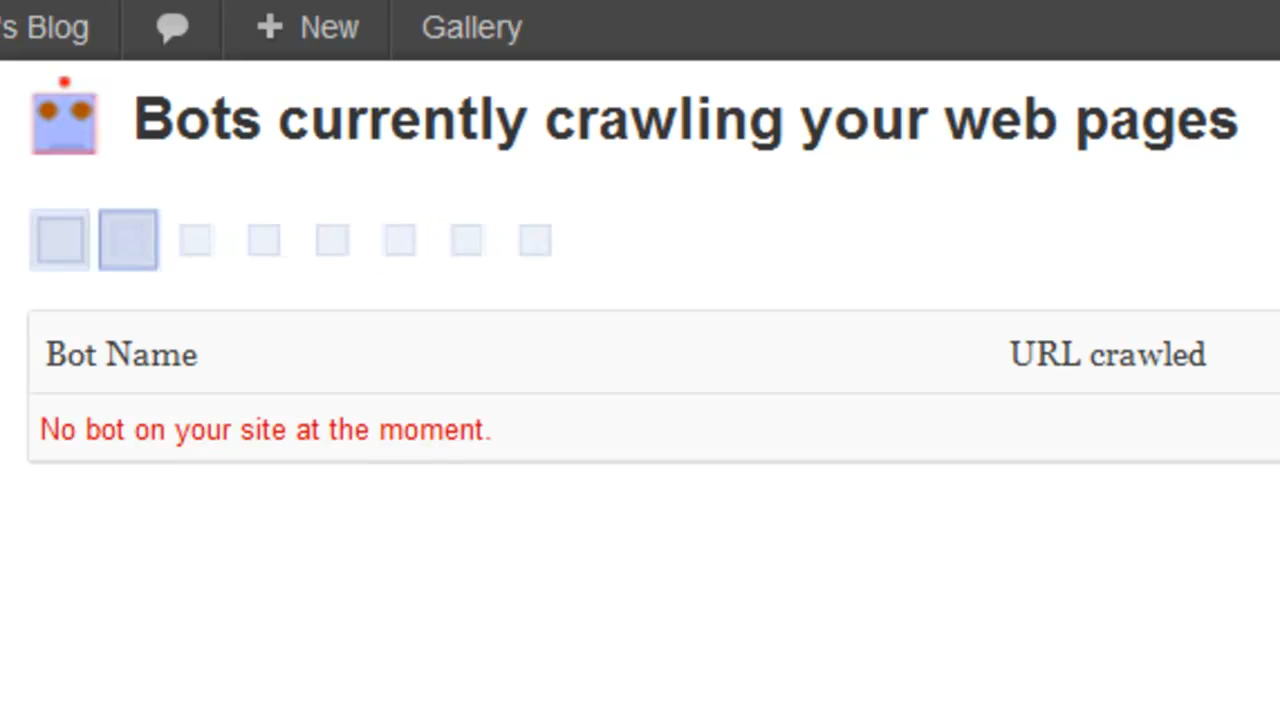 's Blog New Gallery
Bots currently crawling your web pages
Bot Name URL crawled
No bot on your site at the moment.